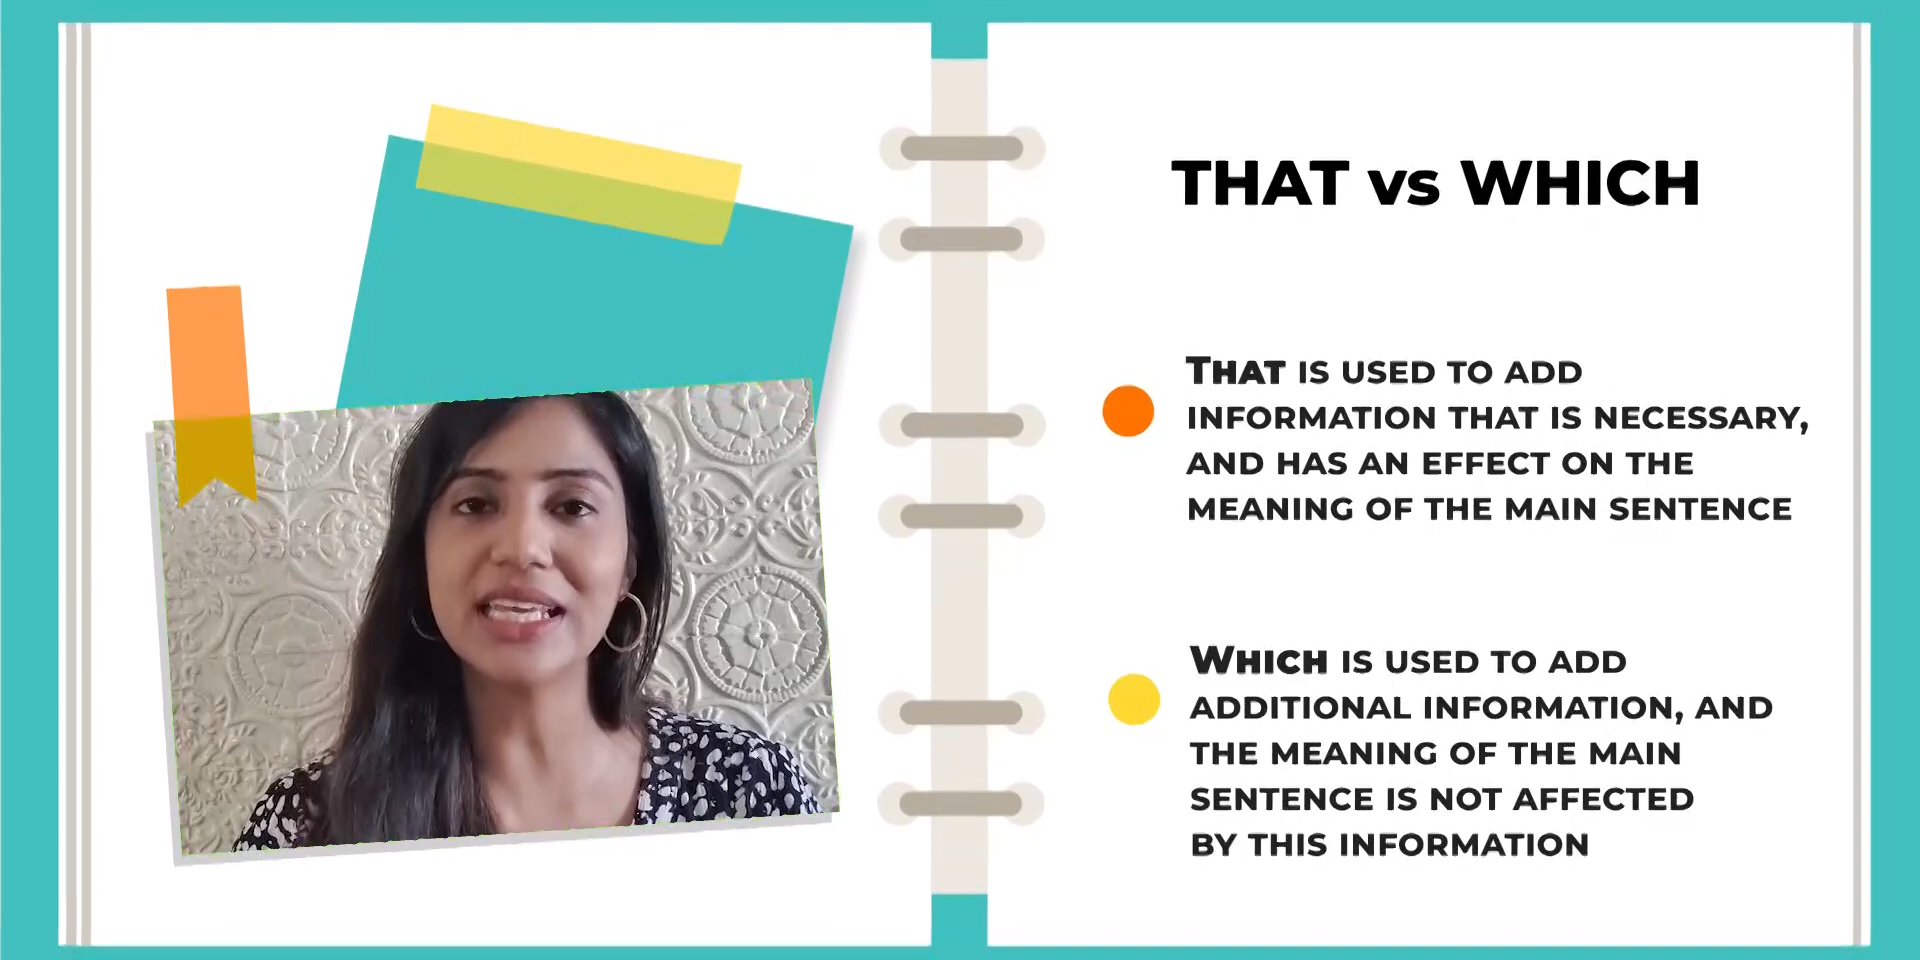 THAT vs WHICH
THAT IS USED TO ADD
INFORMATION THAT IS NECESSARY,
AND HAS AN EFFECT ON THE
MEANING OF THE MAIN SENTENCE
WHICH IS USED TO ADD
ADDITIONAL INFORMATION, AND
THE MEANING OF THE MAIN
SENTENCE IS NOT AFFECTED
BY THIS INFORMATION